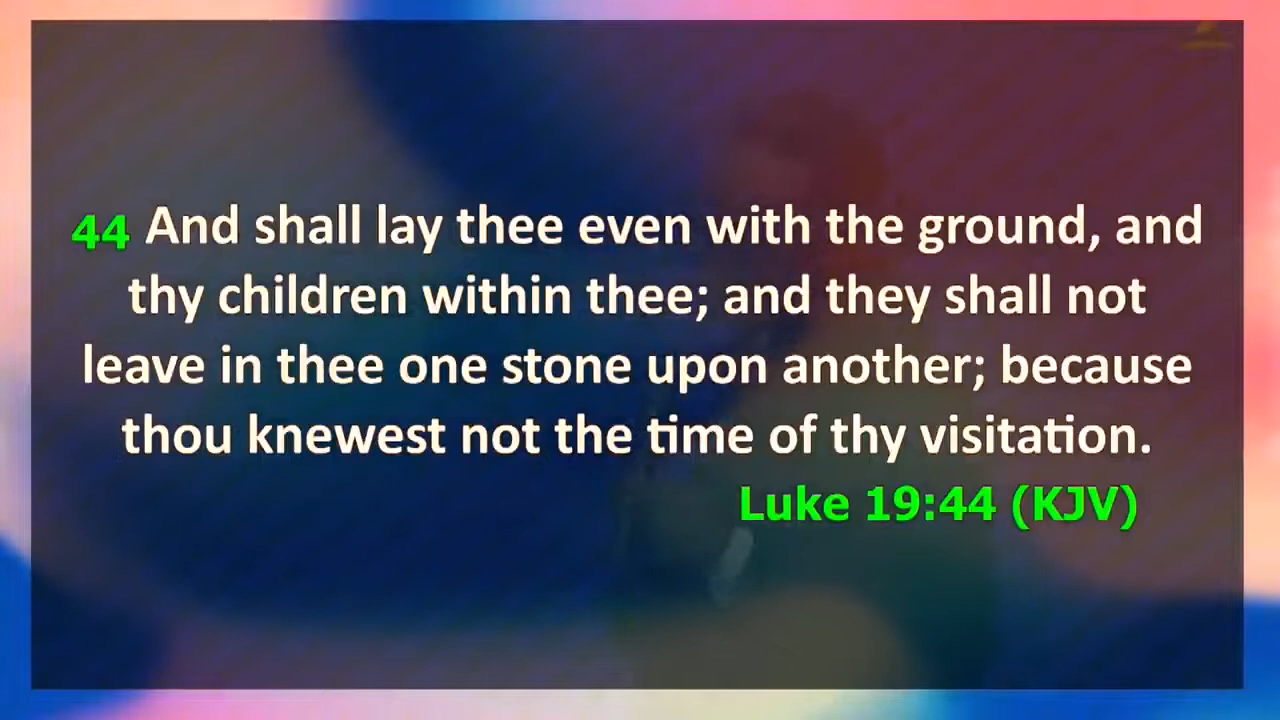 44 And shall lay thee even with the ground, and
thy children within thee; and they shall not
leave in thee one stone upon another; because
thou knewest not the time of thy visitation.
Luke 19:44 (KJV)